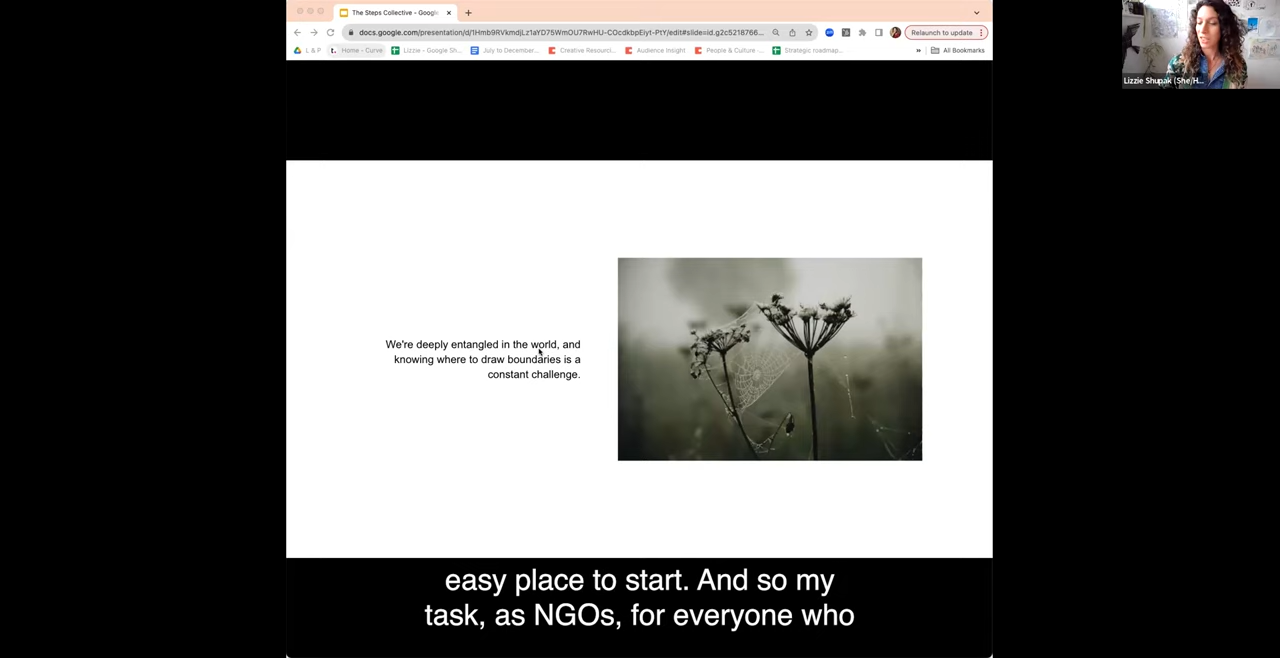 The Steps Collective - Google
docs.google.com/presentation/d/1Hmb9RVkmdjLz1aYD75WmOU7RwHU-COcdkbpEiyt-PtY/edit#slide=id.g2c5218766...
Relaunch to update
L & P
Home - Curve
Lizzie - Google Sh...
July to December...
Creative Resourci...
Audience Insight
People & Culture -...
Strategic roadmap...
»
All Bookmarks
Lizzie Shupak (She/H...
We're deeply entangled in the world, and
knowing where to draw boundaries is a
constant challenge.
easy place to start. And so my
task, as NGOs, for everyone who